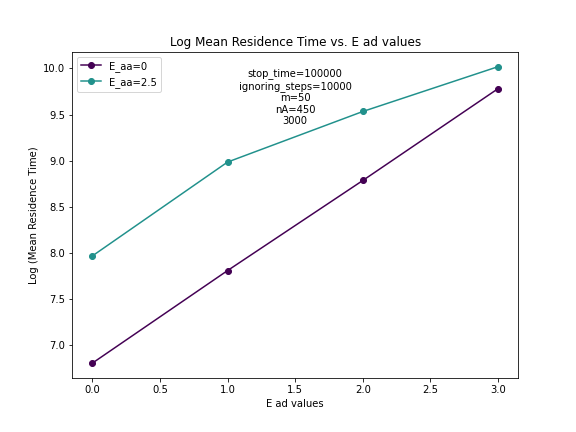 Log Mean Residence Time vs. E ad values
E_aa=0
E_aa=2.5
stop_time=100000
ignoring_steps=10000
m=50
nA=450
3000
Log (Mean Residence Time)
10.0
9.5
9.0
8.5
8.0
7.5
7.0
0.0 0.5 1.0 1.5 2.0 2.5 3.0
E ad values